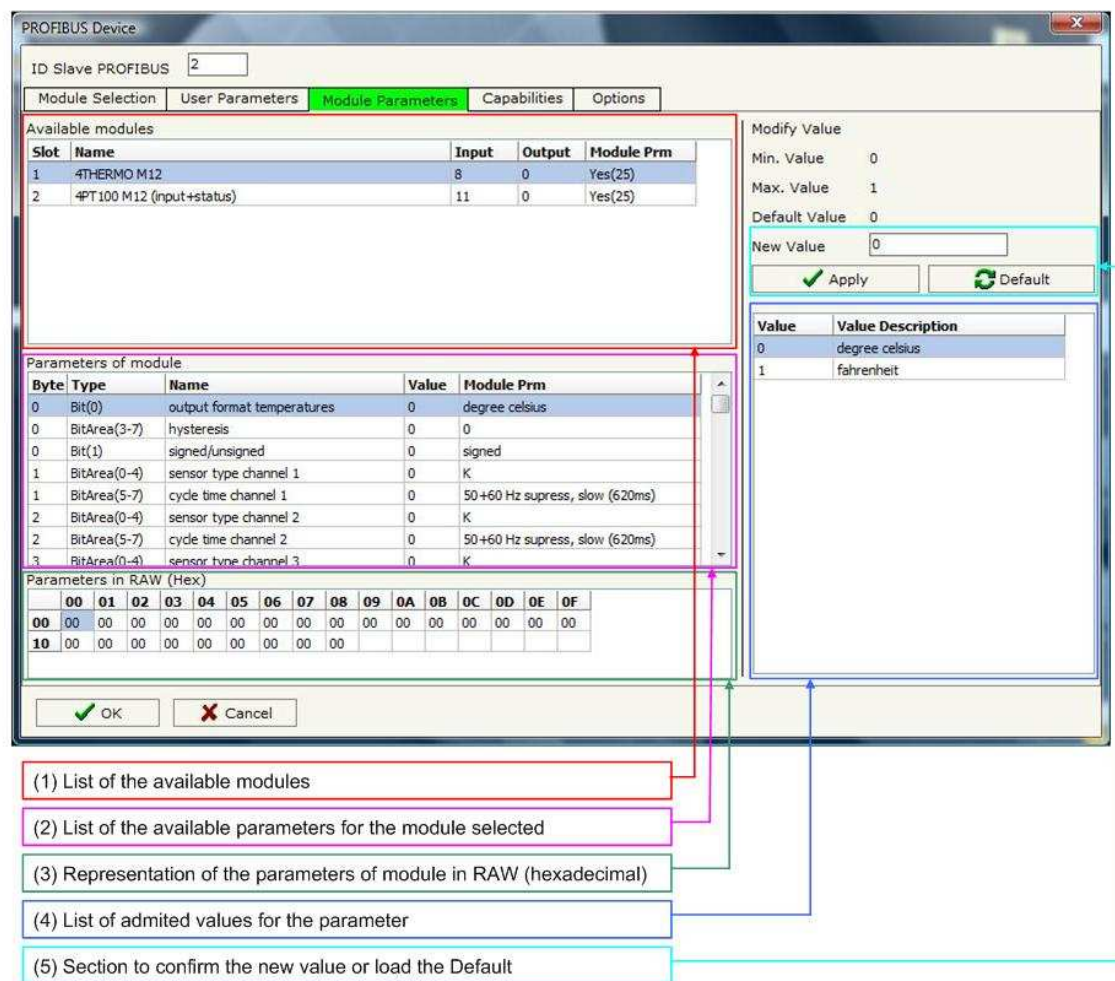 PROFIBUS Device
ID Slave PROFIBUS 2
Module Selection User Parameters Module Parameters Capabilities Options
Available modules
Slot Name Input Output Module Prm
1 4THERMO M12 8 0 Yes(25)
2 4PT100 M12 (input+status) 11 0 Yes(25)
Modify Value
Min. Value 0
Max. Value 1
Default Value 0
New Value 0
Apply Default
Value Value Description
0 degree celsius
1 fahrenheit
Parameters of module
Byte Type Name Value Module Prm
0 Bit(0) output format temperatures 0 degree celsius
0 BitArea(3-7) hysteresis 0 0
0 Bit(1) signed/unsigned 0 signed
1 BitArea(0-4) sensor type channel 1 0 K
1 BitArea(5-7) cycle time channel 1 0 50+60 Hz supress, slow (620ms)
2 BitArea(0-4) sensor type channel 2 0 K
2 BitArea(5-7) cycle time channel 2 0 50+60 Hz supress, slow (620ms)
3 BitArea(0-4) sensor type channel 3 0 K
Parameters in RAW (Hex)
00 01 02 03 04 05 06 07 08 09 0A 0B 0C 0D 0E 0F
00 00 00 00 00 00 00 00 00 00 00 00 00 00 00 00 00
10 00 00 00 00 00 00 00 00 00
OK Cancel
(1) List of the available modules
(2) List of the available parameters for the module selected
(3) Representation of the parameters of module in RAW (hexadecimal)
(4) List of admited values for the parameter
(5) Section to confirm the new value or load the Default